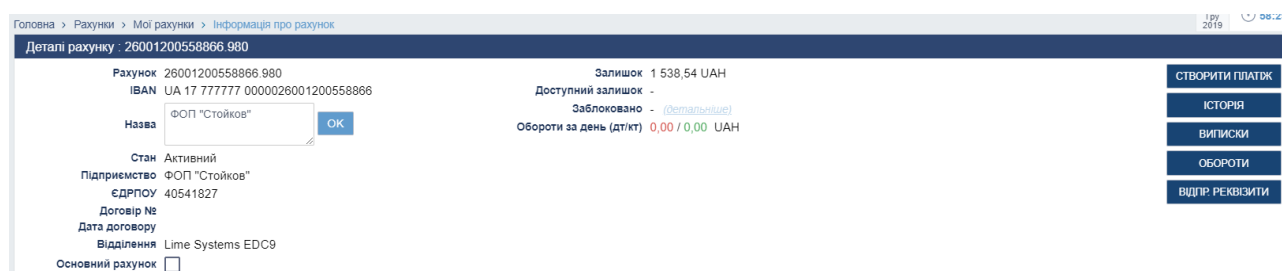 Головна > Рахунки > Мої рахунки > Інформація про рахунок
Гру
2019
58:2
Деталі рахунку : 26001200558866.980
Рахунок 26001200558866.980
IBAN UA 17 777777 0000026001200558866
Назва ФОП "Стойков" OK
Стан Активний
Підприємство ФОП "Стойков"
ЄДРПОУ 40541827
Договір №
Дата договору
Відділення Lime Systems EDC9
Основний рахунок
Залишок 1 538,54 UAH
Доступний залишок -
Заблоковано - (детальніше)
Обороти за день (дт/кт) 0,00 / 0,00 UAH
СТВОРИТИ ПЛАТІЖ
ІСТОРІЯ
ВИПИСКИ
ОБОРОТИ
ВІДПР. РЕКВІЗИТИ